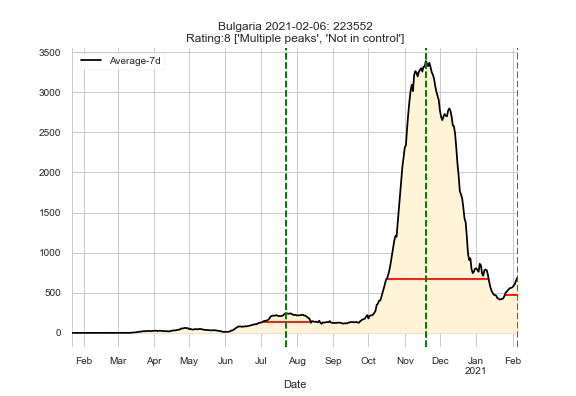 Bulgaria 2021-02-06: 223552
Rating:8 ['Multiple peaks', 'Not in control']
Average-7d
3500
3000
2500
2000
1500
1000
500
0
Feb Mar Apr May Jun Jul Aug Sep Oct Nov Dec Jan Feb
2021
Date